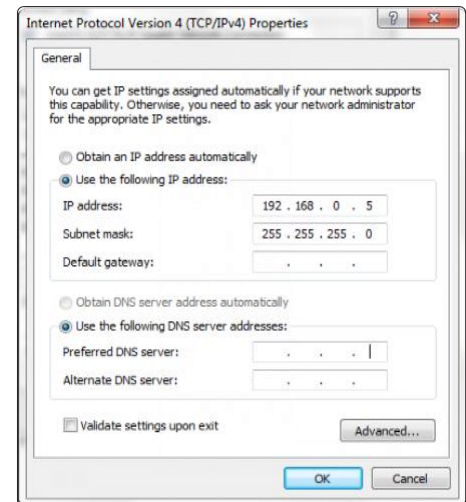 Internet Protocol Version 4 (TCP/IPv4) Properties
General
You can get IP settings assigned automatically if your network supports
this capability. Otherwise, you need to ask your network administrator
for the appropriate IP settings.
Obtain an IP address automatically
Use the following IP address:
IP address: 192 . 168 . 0 . 5
Subnet mask: 255 . 255 . 255 . 0
Default gateway: . . .
Obtain DNS server address automatically
Use the following DNS server addresses:
Preferred DNS server: . . .
Alternate DNS server: . . .
Validate settings upon exit
Advanced...
OK Cancel